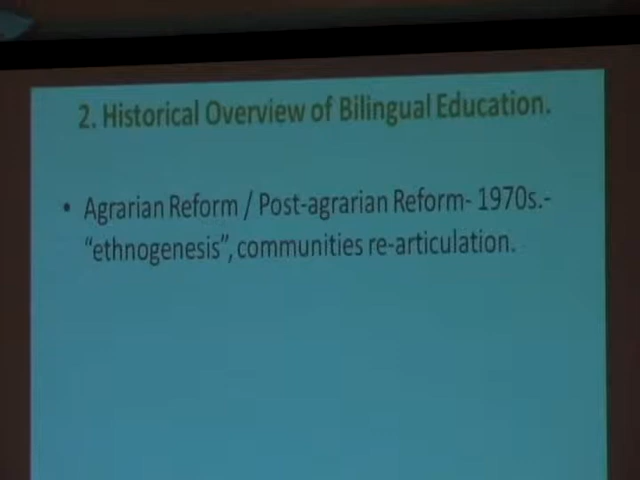 2. Historical Overview of Bilingual Education.
• Agrarian Reform / Post-agrarian Reform- 1970s.-
“ethnogenesis”, communities re-articulation.